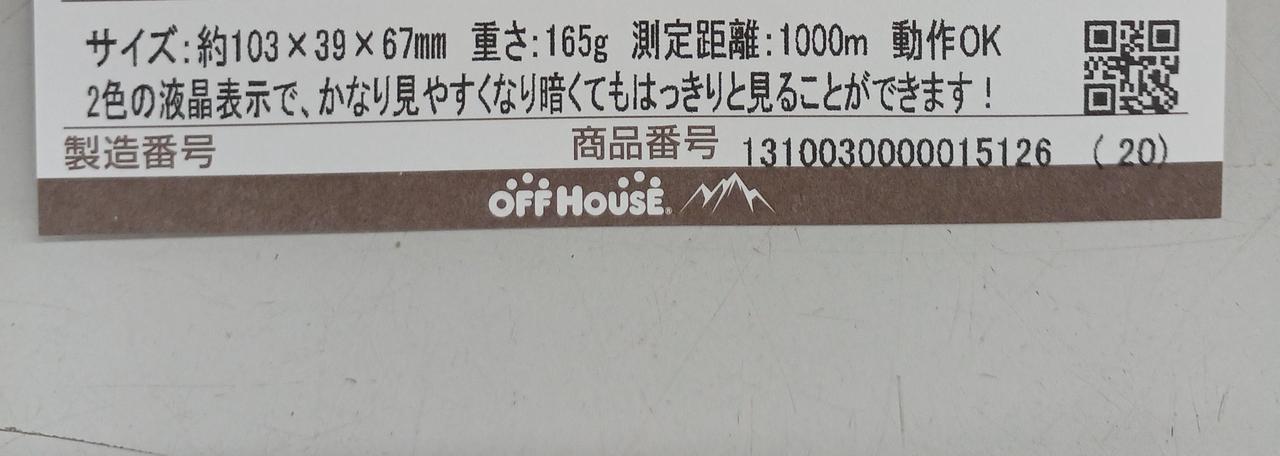 サイズ:約103×39×67mm 重さ:165g 測定距離:1000m 動作OK
2色の液晶表示で、かなり見やすくなり暗くてもはっきりと見ることができます!
製造番号 商品番号 1310030000015126 (20)
OFF HOUSE